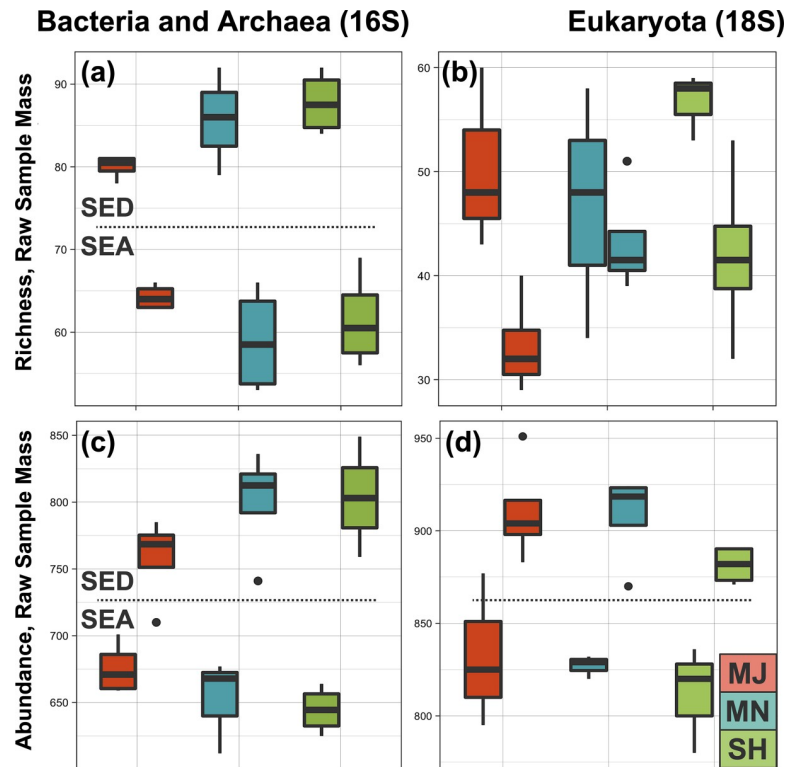 Bacteria and Archaea (16S)
Eukaryota (18S)
Richness, Raw Sample Mass
(a)
90
80
70
60
SED
SEA
(b)
60
50
40
30
Abundance, Raw Sample Mass
(c)
850
800
750
700
650
SED
SEA
(d)
950
900
850
800
MJ
MN
SH